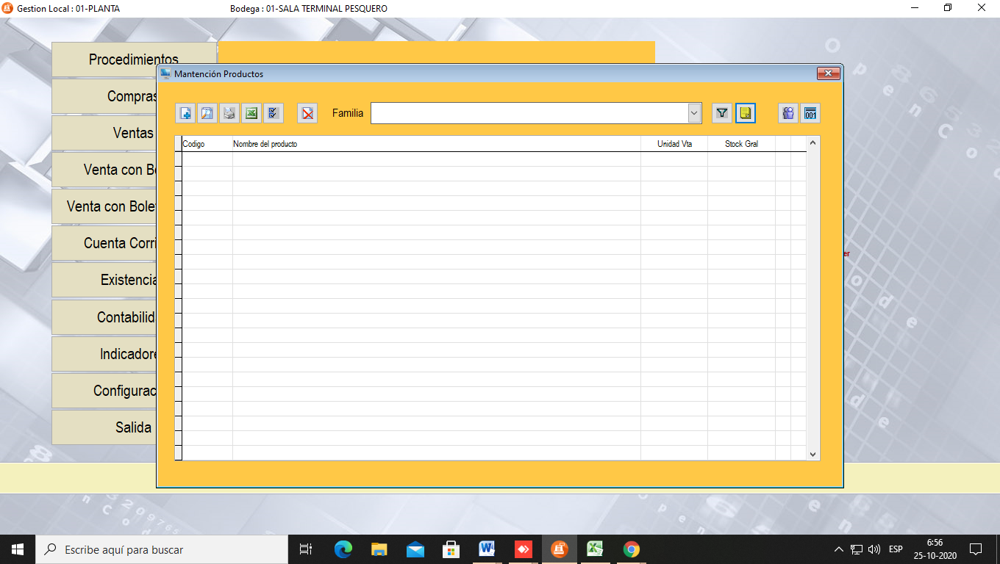 Gestion Local : 01-PLANTA Bodega : 01-SALA TERMINAL PESQUERO
Procedimientos
Mantención Productos
Compras
Ventas
Venta con Bo
Venta con Bolet
Cuenta Corri
Existencia
Contabilid
Indicadore
Configurac
Salida
Familia
001
Codigo Nombre del producto Unidad Vta Stock Gral
er
Escribe aquí para buscar
ESP
6:56
25-10-2020